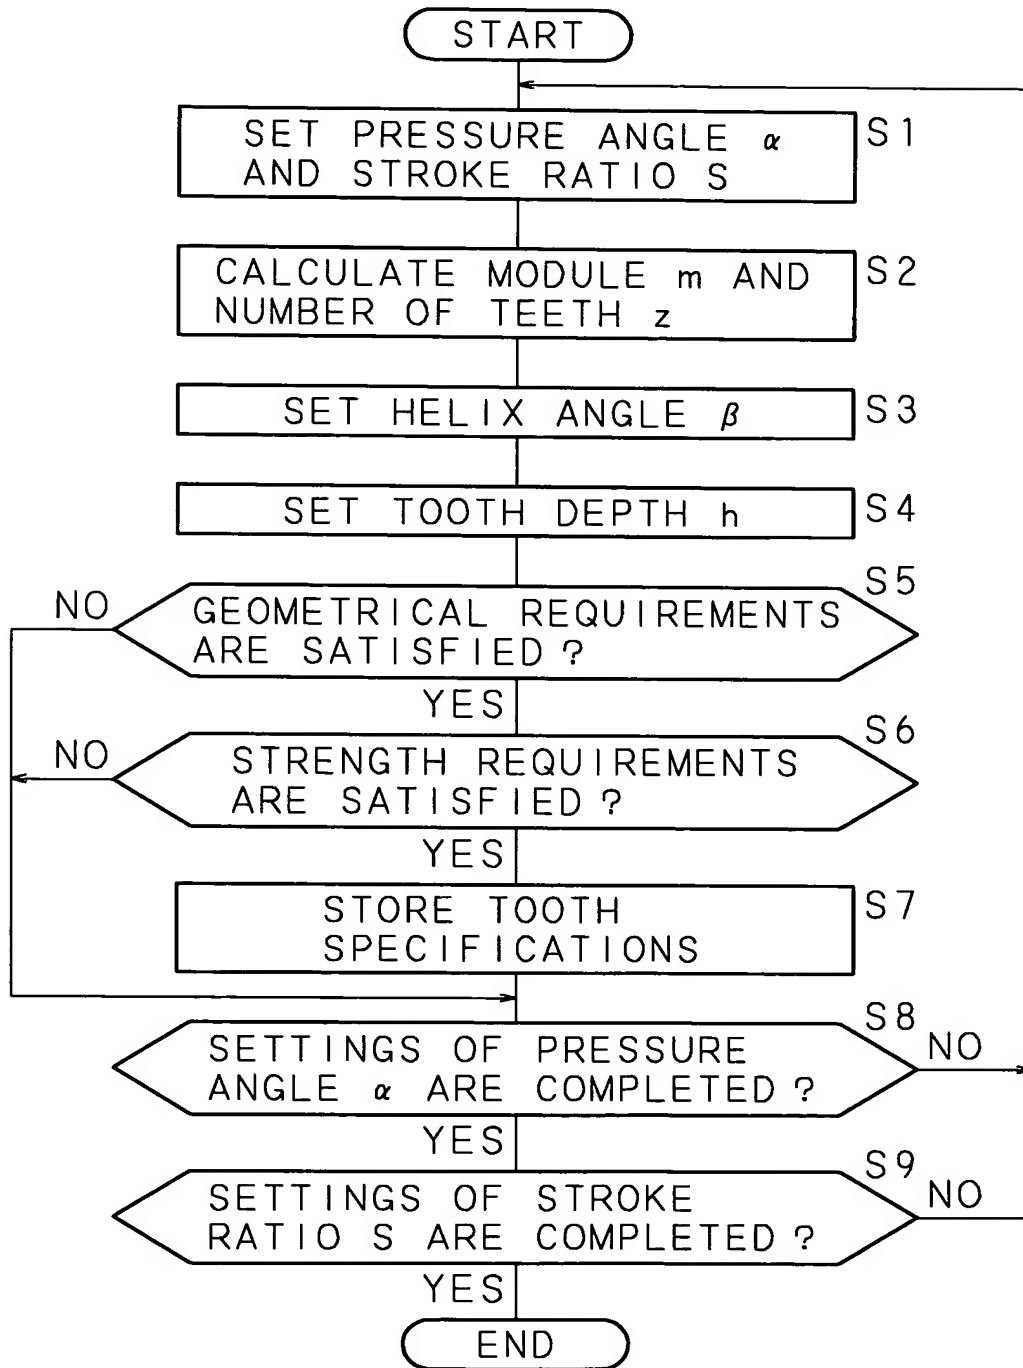 START
SET PRESSURE ANGLE α
AND STROKE RATIO S
S1
CALCULATE MODULE m AND
NUMBER OF TEETH z
S2
SET HELIX ANGLE β
S3
SET TOOTH DEPTH h
S4
S5
NO
GEOMETRICAL REQUIREMENTS
ARE SATISFIED?
YES
S6
NO
STRENGTH REQUIREMENTS
ARE SATISFIED?
YES
STORE TOOTH
SPECIFICATIONS
S7
S8
SETTINGS OF PRESSURE
ANGLE α ARE COMPLETED?
NO
YES
S9
SETTINGS OF STROKE
RATIO S ARE COMPLETED?
NO
YES
END